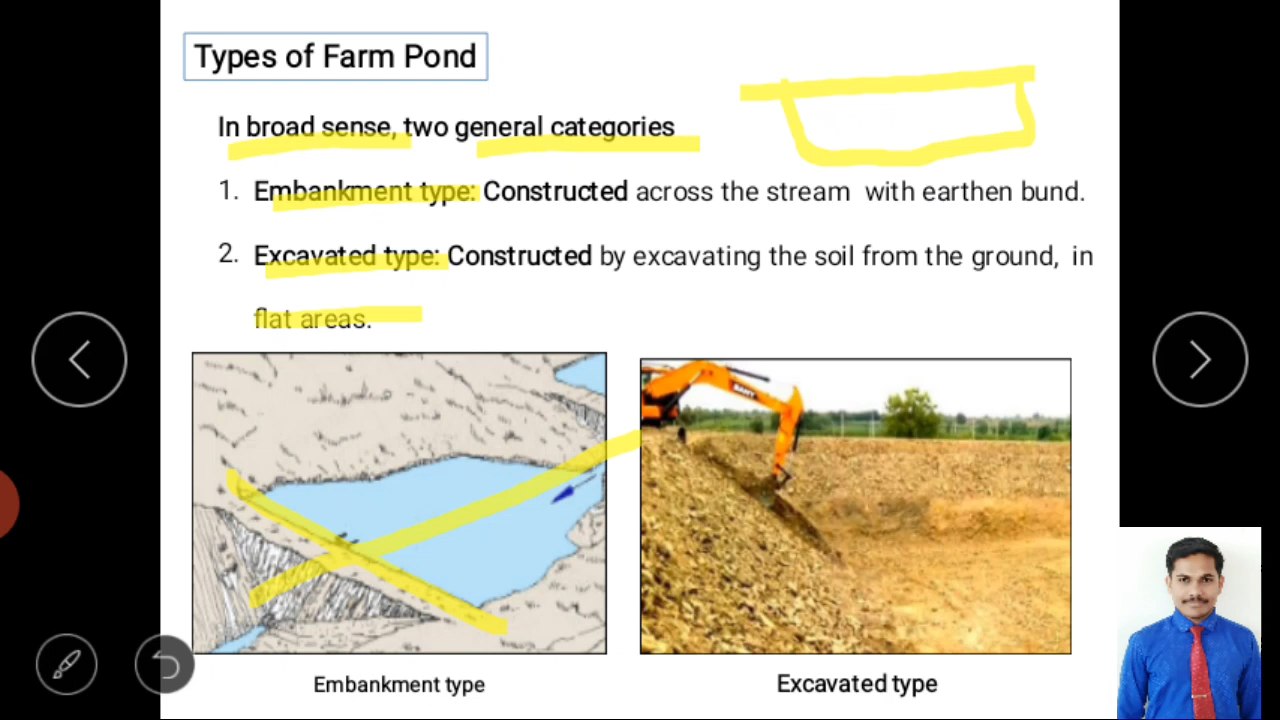 Types of Farm Pond
In broad sense, two general categories
1. Embankment type: Constructed across the stream with earthen bund.
2. Excavated type: Constructed by excavating the soil from the ground, in
flat areas.
SANY
Embankment type
Excavated type